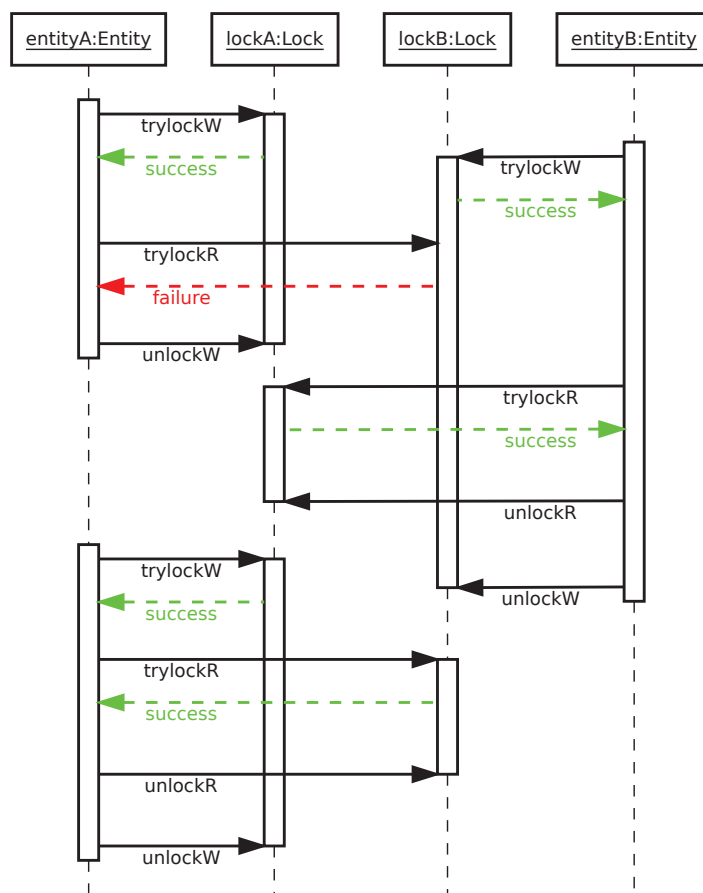 entityA:Entity
lockA:Lock
lockB:Lock
entityB:Entity
trylockW
success
trylockW
success
trylockR
failure
unlockW
trylockR
success
unlockR
trylockW
success
unlockW
trylockR
success
unlockR
unlockW